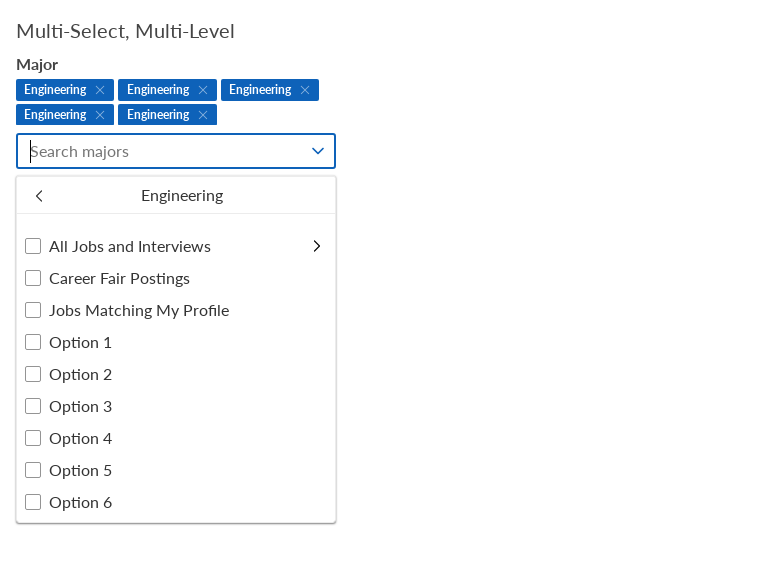 Multi-Select, Multi-Level
Major
Engineering Engineering Engineering
Engineering Engineering
Search majors
Engineering
All Jobs and Interviews
Career Fair Postings
Jobs Matching My Profile
Option 1
Option 2
Option 3
Option 4
Option 5
Option 6